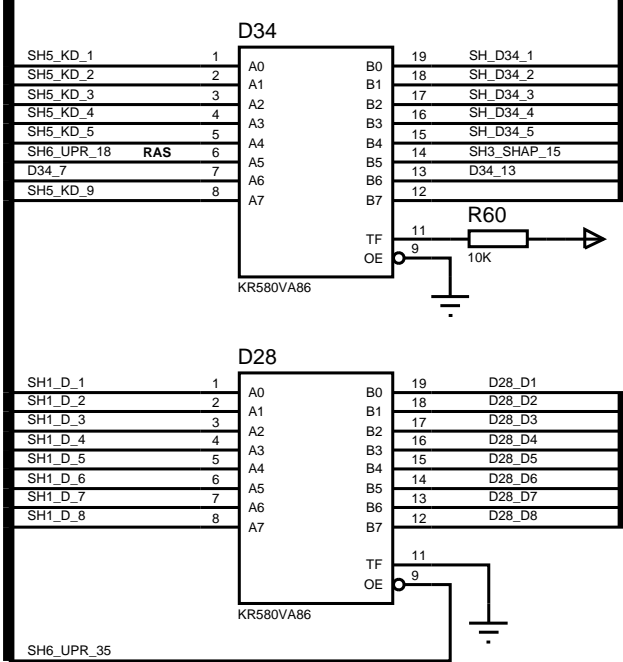 D34
SH5_KD_1 1 A0 B0 19 SH_D34_1
SH5_KD_2 2 A1 B1 18 SH_D34_2
SH5_KD_3 3 A2 B2 17 SH_D34_3
SH5_KD_4 4 A3 B3 16 SH_D34_4
SH5_KD_5 5 A4 B4 15 SH_D34_5
SH6_UPR_18 RAS 6 A5 B5 14 SH3_SHAP_15
D34_7 7 A6 B6 13 D34_13
SH5_KD_9 8 A7 B7 12
R60
TF 11
OE 9 10K
KR580VA86
D28
SH1_D_1 1 A0 B0 19 D28_D1
SH1_D_2 2 A1 B1 18 D28_D2
SH1_D_3 3 A2 B2 17 D28_D3
SH1_D_4 4 A3 B3 16 D28_D4
SH1_D_5 5 A4 B4 15 D28_D5
SH1_D_6 6 A5 B5 14 D28_D6
SH1_D_7 7 A6 B6 13 D28_D7
SH1_D_8 8 A7 B7 12 D28_D8
TF 11
OE 9
KR580VA86
SH6_UPR_35